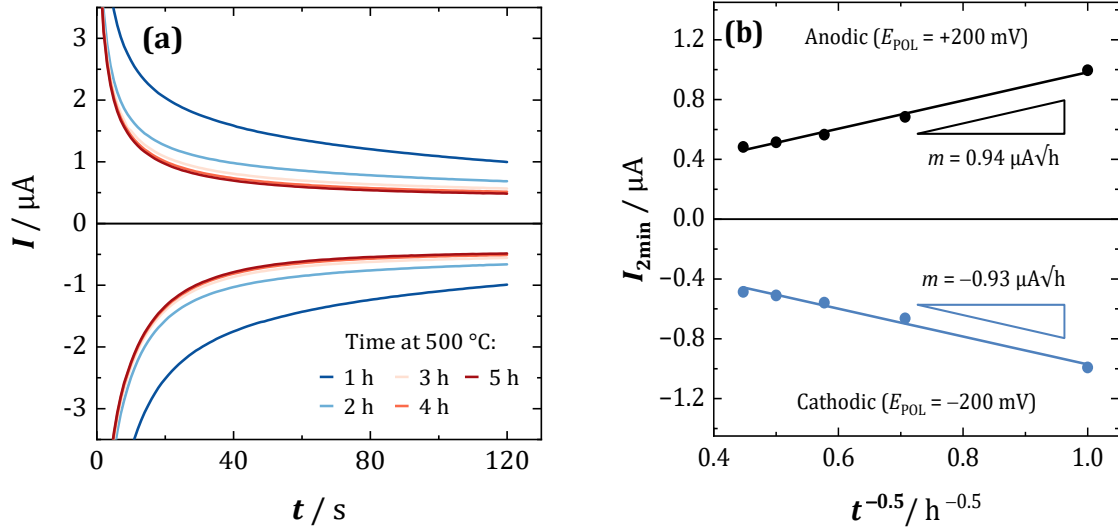 (a)
I / μA
3
2
1
0
-1
-2
-3
Time at 500 °C:
1 h 3 h 5 h
2 h 4 h
0 40 80 120
t / s
(b)
Anodic (E_POL = +200 mV)
I_2min / μA
1.2
0.8
0.4
0.0
-0.4
-0.8
-1.2
m = 0.94 μA√h
m = −0.93 μA√h
Cathodic (E_POL = −200 mV)
0.4 0.6 0.8 1.0
t^−0.5 / h^−0.5